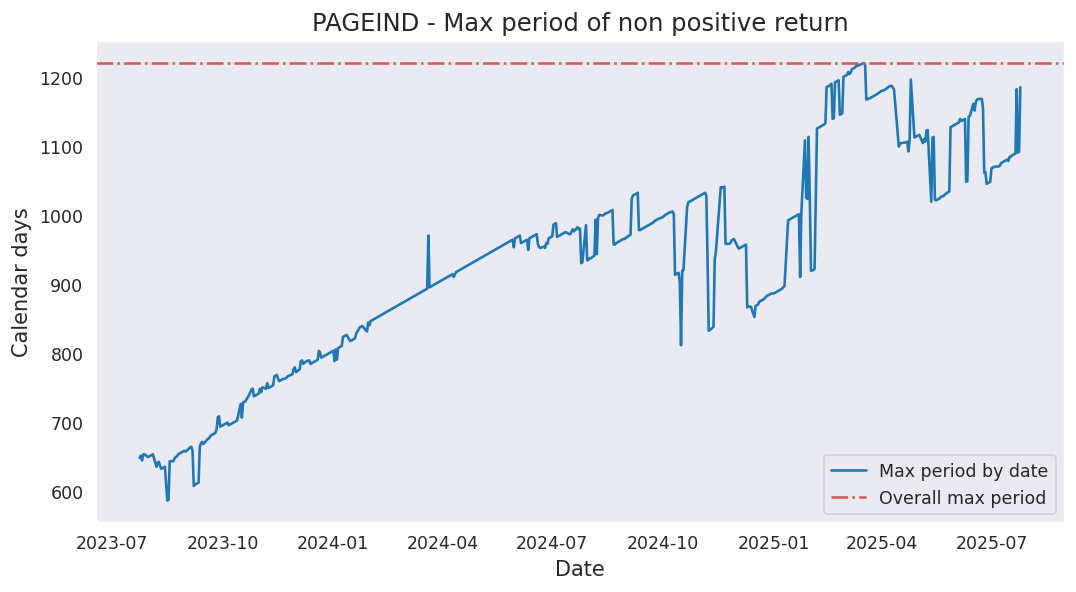 PAGEIND - Max period of non positive return
Calendar days
1200
1100
1000
900
800
700
600
2023-07 2023-10 2024-01 2024-04 2024-07 2024-10 2025-01 2025-04 2025-07
Date
Max period by date
Overall max period